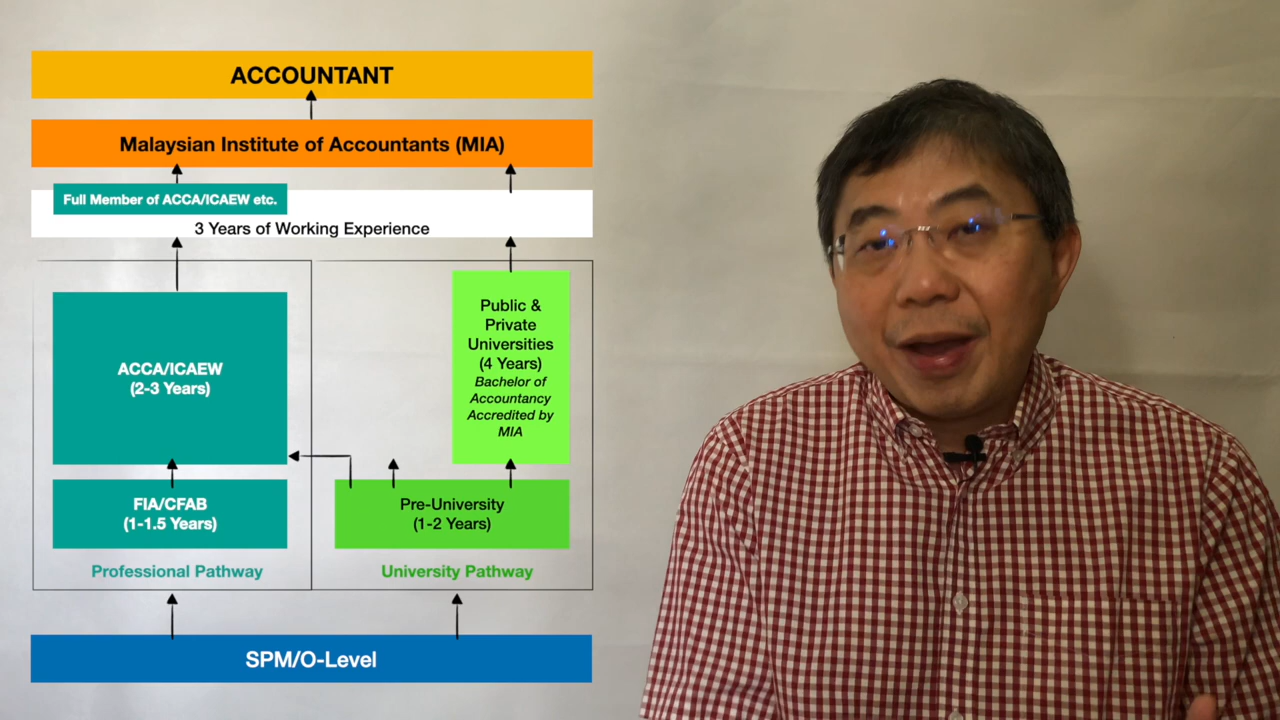 ACCOUNTANT
Malaysian Institute of Accountants (MIA)
Full Member of ACCA/ICAEW etc.
3 Years of Working Experience
ACCA/ICAEW
(2-3 Years)
FIA/CFAB
(1-1.5 Years)
Professional Pathway
Public &
Private
Universities
(4 Years)
Bachelor of
Accountancy
Accredited by
MIA
Pre-University
(1-2 Years)
University Pathway
SPM/O-Level